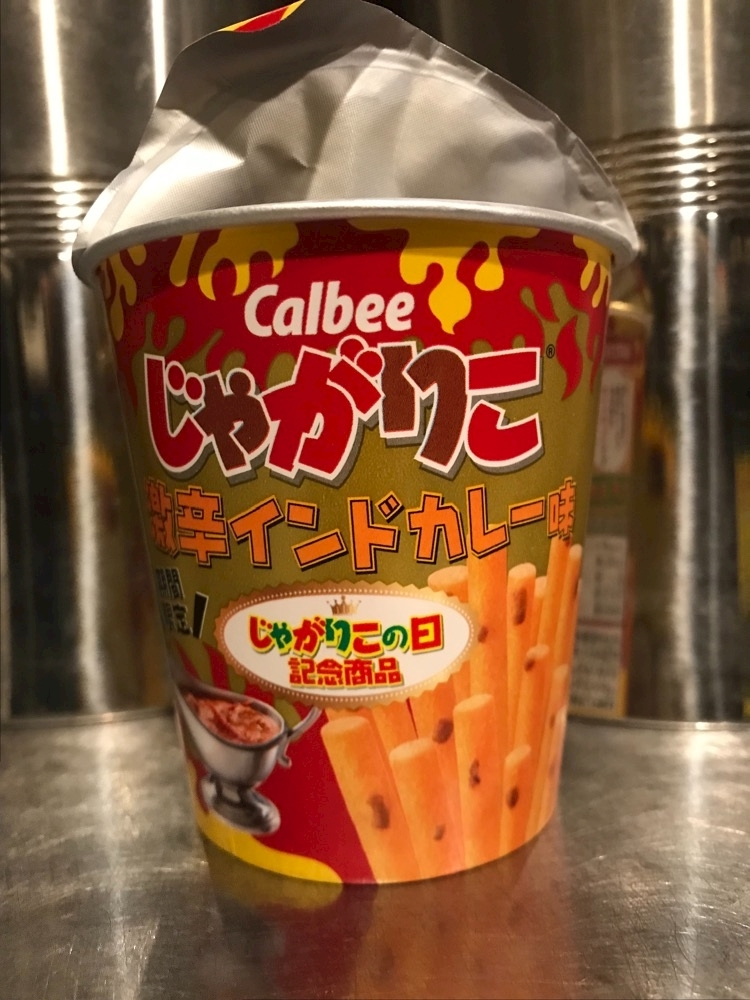 Calbee
じゃがりこ®
激辛インドカレー味
期間
限定!
じゃがりこの日
記念商品